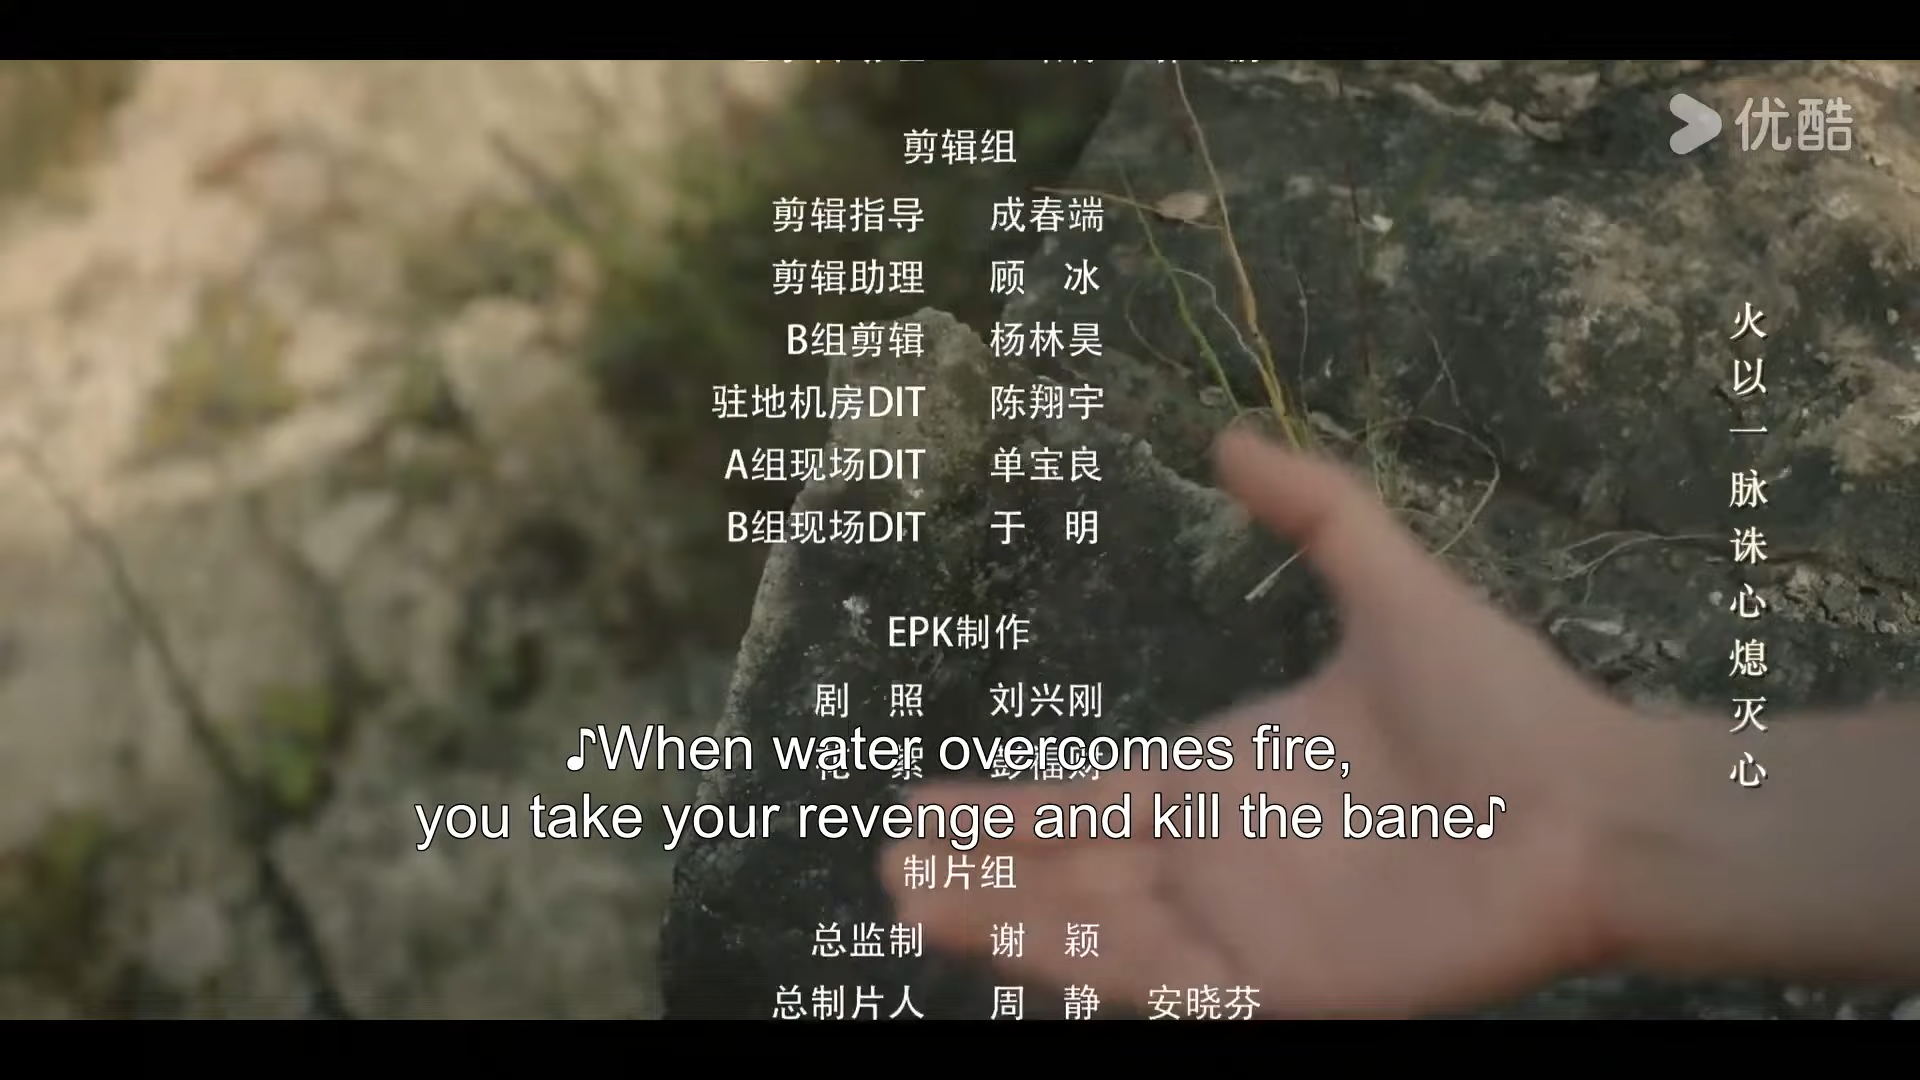 优酷
剪辑组
剪辑指导 成春端
剪辑助理 顾 冰
B组剪辑 杨林昊
驻地机房DIT 陈翔宇
A组现场DIT 单宝良
B组现场DIT 于 明
EPK制作
剧 照 刘兴刚
花 絮 彭福财
♪When water overcomes fire,
you take your revenge and kill the bane♪
制片组
总监制 谢 颖
总制片人 周 静 安晓芬
火以一脉诛心熄灭心